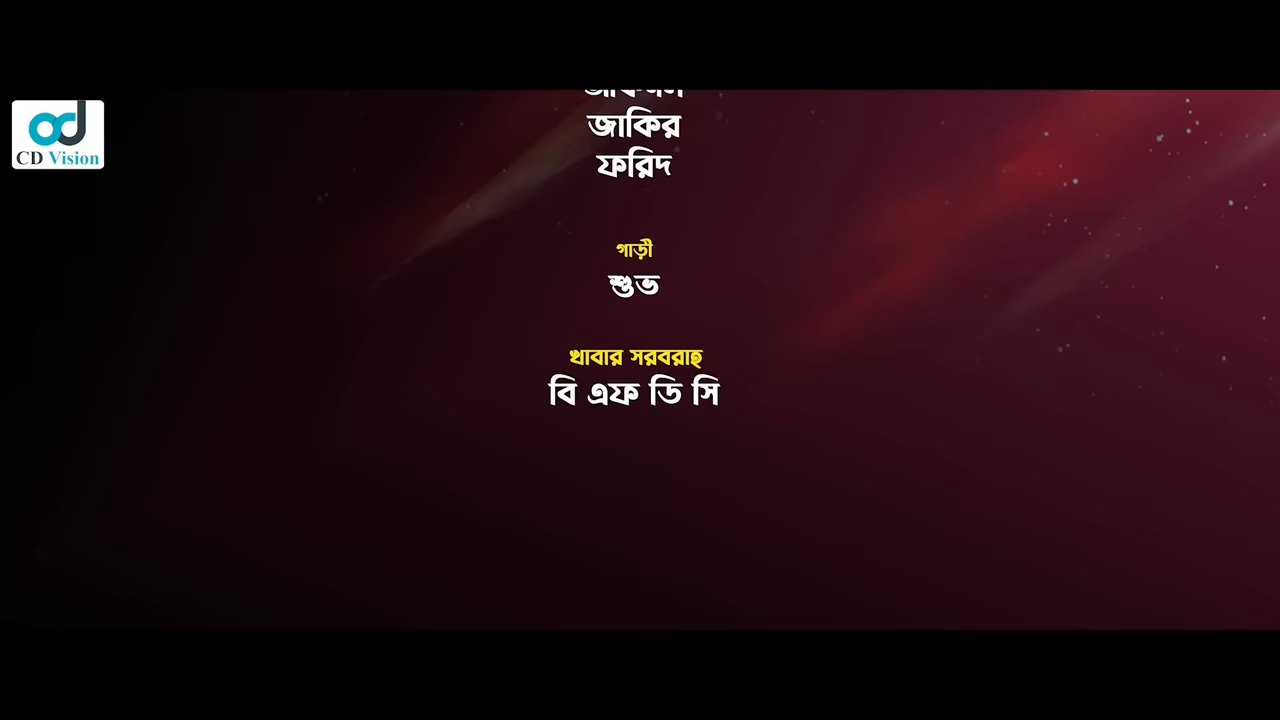 CD Vision
জাকির
ফরিদ
গাড়ী
শুভ
খাবার সরবরাহ
বি এফ ডি সি